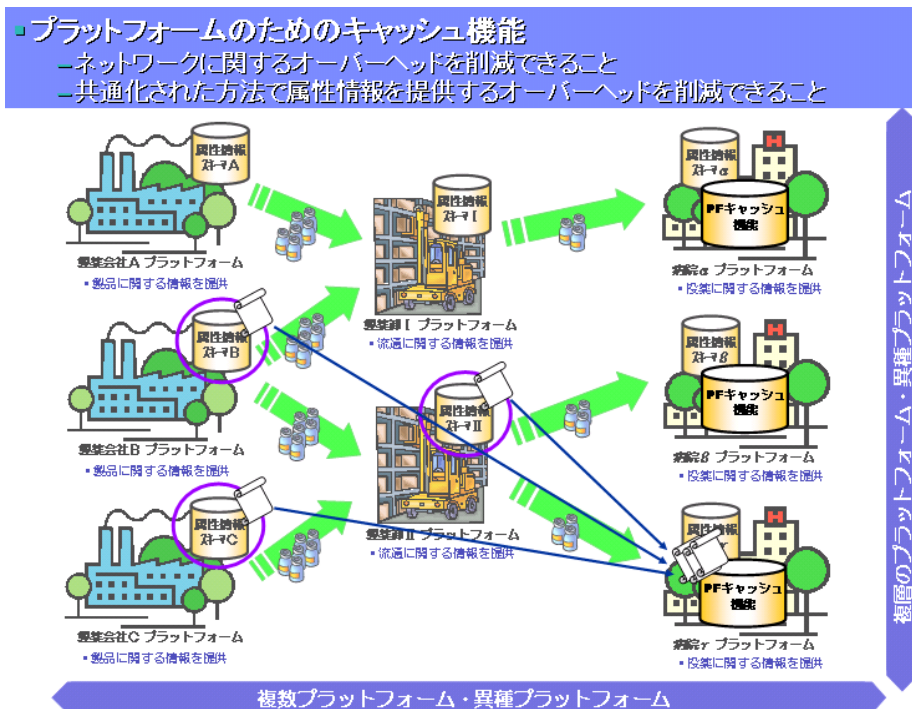 プラットフォームのためのキャッシュ機能
–ネットワークに関するオーバーヘッドを削減できること
–共通化された方法で属性情報を提供するオーバーヘッドを削減できること
属性情報
ｽｷｰﾏA
製薬会社A プラットフォーム
▪製品に関する情報を提供
属性情報
ｽｷｰﾏI
製薬卸I プラットフォーム
▪流通に関する情報を提供
属性情報
ｽｷｰﾏα
H
PFキャッシュ
機能
病院α プラットフォーム
▪投薬に関する情報を提供
属性情報
ｽｷｰﾏB
製薬会社B プラットフォーム
▪製品に関する情報を提供
属性情報
ｽｷｰﾏII
製薬卸II プラットフォーム
▪流通に関する情報を提供
属性情報
ｽｷｰﾏβ
H
PFキャッシュ
機能
病院β プラットフォーム
▪投薬に関する情報を提供
属性情報
ｽｷｰﾏC
製薬会社C プラットフォーム
▪製品に関する情報を提供
属性情報
H
PFキャッシュ
機能
病院γ プラットフォーム
▪投薬に関する情報を提供
複数プラットフォーム・異種プラットフォーム
複層のプラットフォーム・異種プラットフォーム